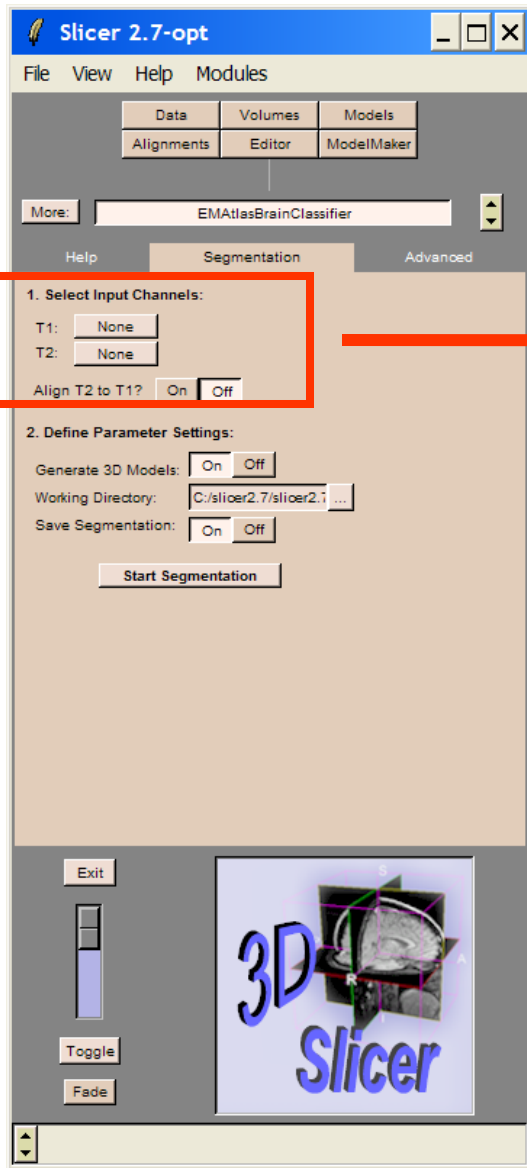 Slicer 2.7-opt
File View Help Modules
Data Volumes Models
Alignments Editor ModelMaker
More: EMAtlasBrainClassifier
Help Segmentation Advanced
1. Select Input Channels:
T1: None
T2: None
Align T2 to T1? On Off
2. Define Parameter Settings:
Generate 3D Models: On Off
Working Directory: C:/slicer2.7/slicer2.7 ...
Save Segmentation: On Off
Start Segmentation
Exit
S
3D
A
R
I
Slicer
Toggle
Fade